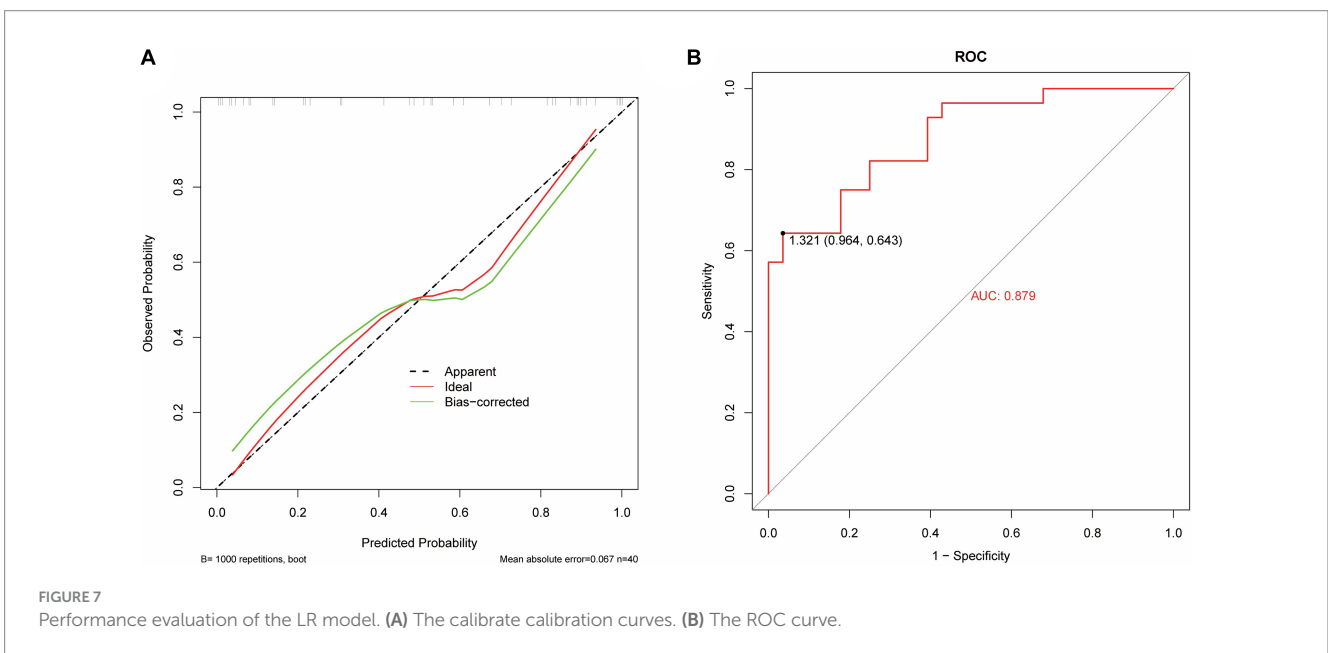 A
B
ROC
1.0
0.8
0.6
0.4
0.2
0.0
Observed Probability
Apparent
Ideal
Bias−corrected
0.0 0.2 0.4 0.6 0.8 1.0
Predicted Probability
B= 1000 repetitions, boot
Mean absolute error=0.067 n=40
1.0
0.8
0.6
0.4
0.2
0.0
Sensitivity
1.321 (0.964, 0.643)
AUC: 0.879
0.0 0.2 0.4 0.6 0.8 1.0
1 − Specificity
FIGURE 7
Performance evaluation of the LR model. (A) The calibrate calibration curves. (B) The ROC curve.